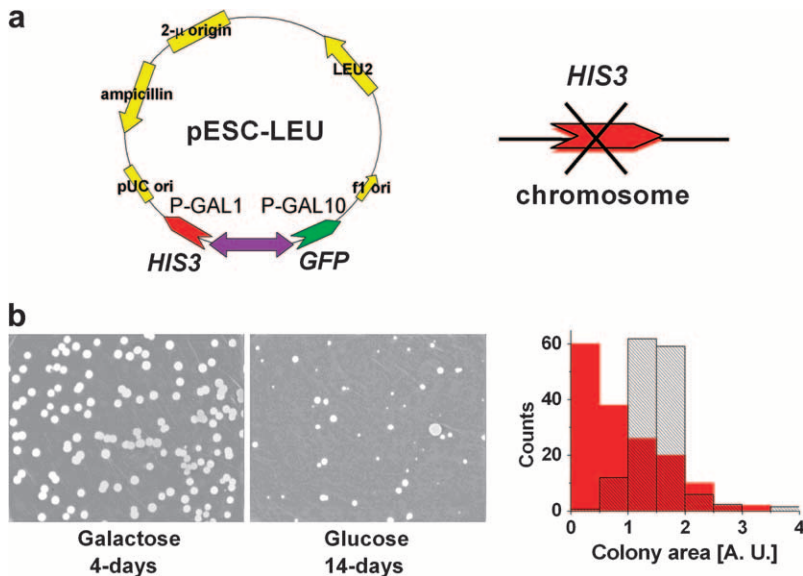 a
2-μ origin
LEU2
ampicillin
pESC-LEU
pUC ori
f1 ori
P-GAL1 P-GAL10
HIS3
GFP
HIS3
chromosome
b
Galactose
4-days
Glucose
14-days
60
40
20
0
Counts
0 1 2 3 4
Colony area [A. U.]